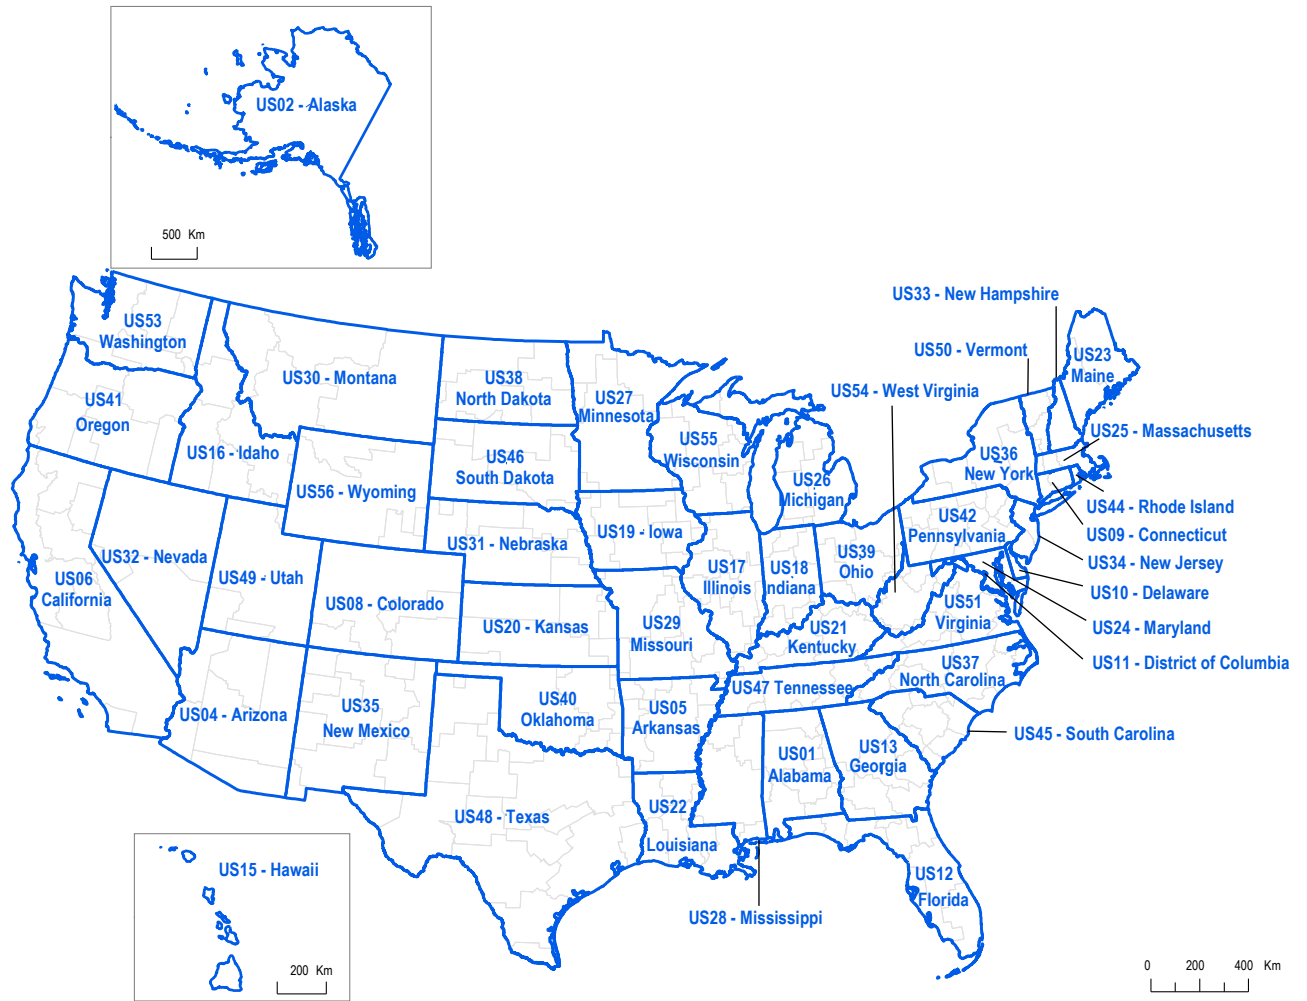 US02 - Alaska
500 Km
US33 - New Hampshire
US53
Washington
US50 - Vermont
US23
Maine
US30 - Montana
US38
North Dakota
US54 - West Virginia
US27
Minnesota
US41
Oregon
US25 - Massachusetts
US55
Wisconsin
US36
New York
US16 - Idaho
US46
South Dakota
US26
Michigan
US56 - Wyoming
US44 - Rhode Island
US42
Pennsylvania
US19 - Iowa
US09 - Connecticut
US31 - Nebraska
US32 - Nevada
US39
Ohio
US34 - New Jersey
US17
Illinois
US18
Indiana
US06
California
US49 - Utah
US10 - Delaware
US08 - Colorado
US51
Virginia
US20 - Kansas
US29
Missouri
US21
Kentucky
US24 - Maryland
US11 - District of Columbia
US37
North Carolina
US47 Tennessee
US04 - Arizona
US35
New Mexico
US40
Oklahoma
US05
Arkansas
US45 - South Carolina
US01
Alabama
US13
Georgia
US48 - Texas
US22
Louisiana
US15 - Hawaii
US12
Florida
US28 - Mississippi
200 Km
0 200 400 Km